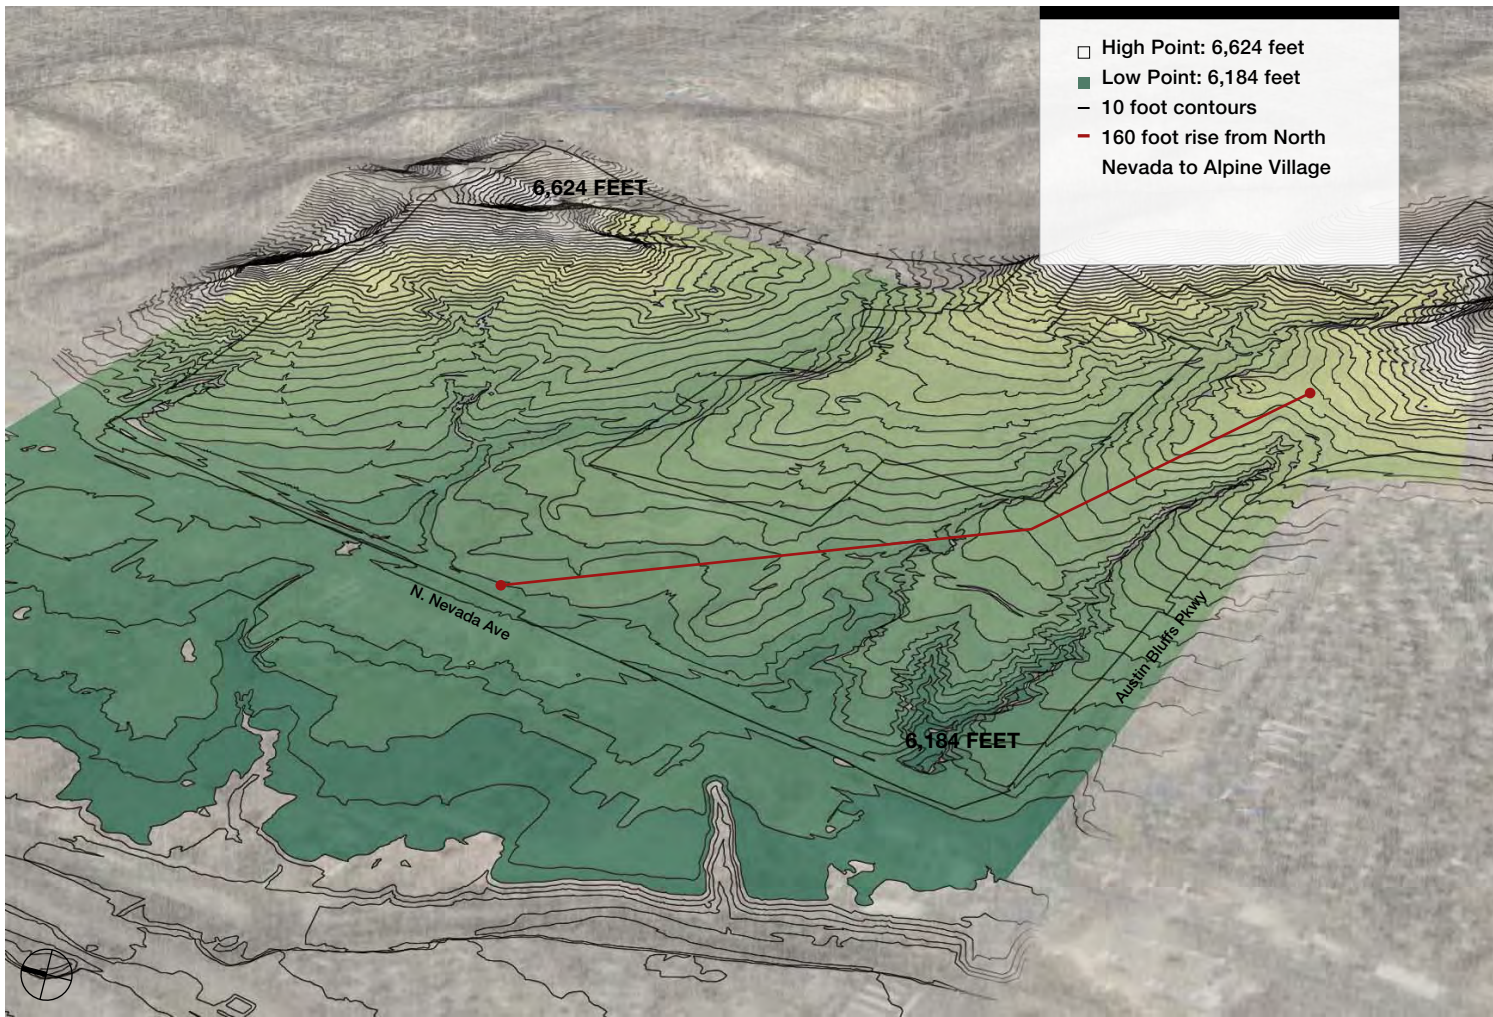 High Point: 6,624 feet
Low Point: 6,184 feet
10 foot contours
160 foot rise from North
Nevada to Alpine Village
6,624 FEET
N. Nevada Ave
Austin Bluffs Pkwy
6,184 FEET